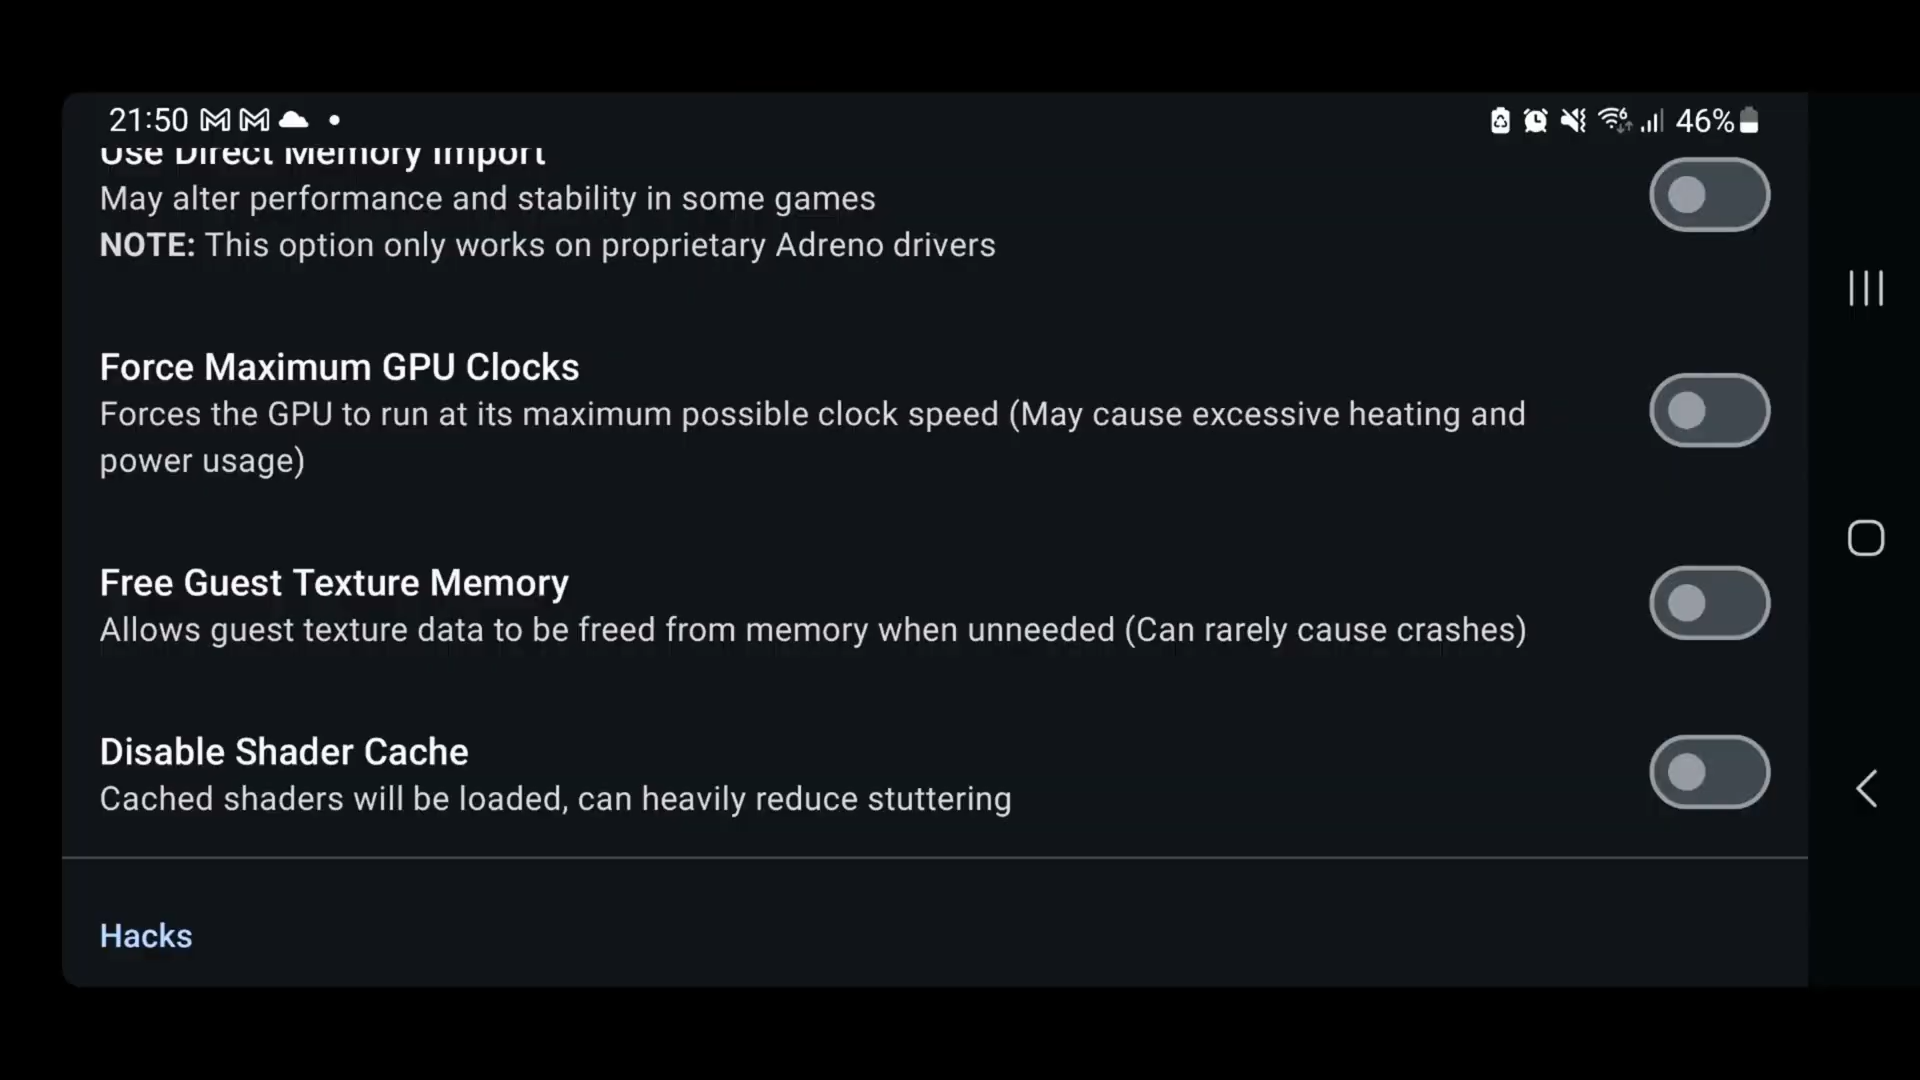 21:50
46%
Use Direct Memory Import
May alter performance and stability in some games
NOTE: This option only works on proprietary Adreno drivers
Force Maximum GPU Clocks
Forces the GPU to run at its maximum possible clock speed (May cause excessive heating and
power usage)
Free Guest Texture Memory
Allows guest texture data to be freed from memory when unneeded (Can rarely cause crashes)
Disable Shader Cache
Cached shaders will be loaded, can heavily reduce stuttering
Hacks